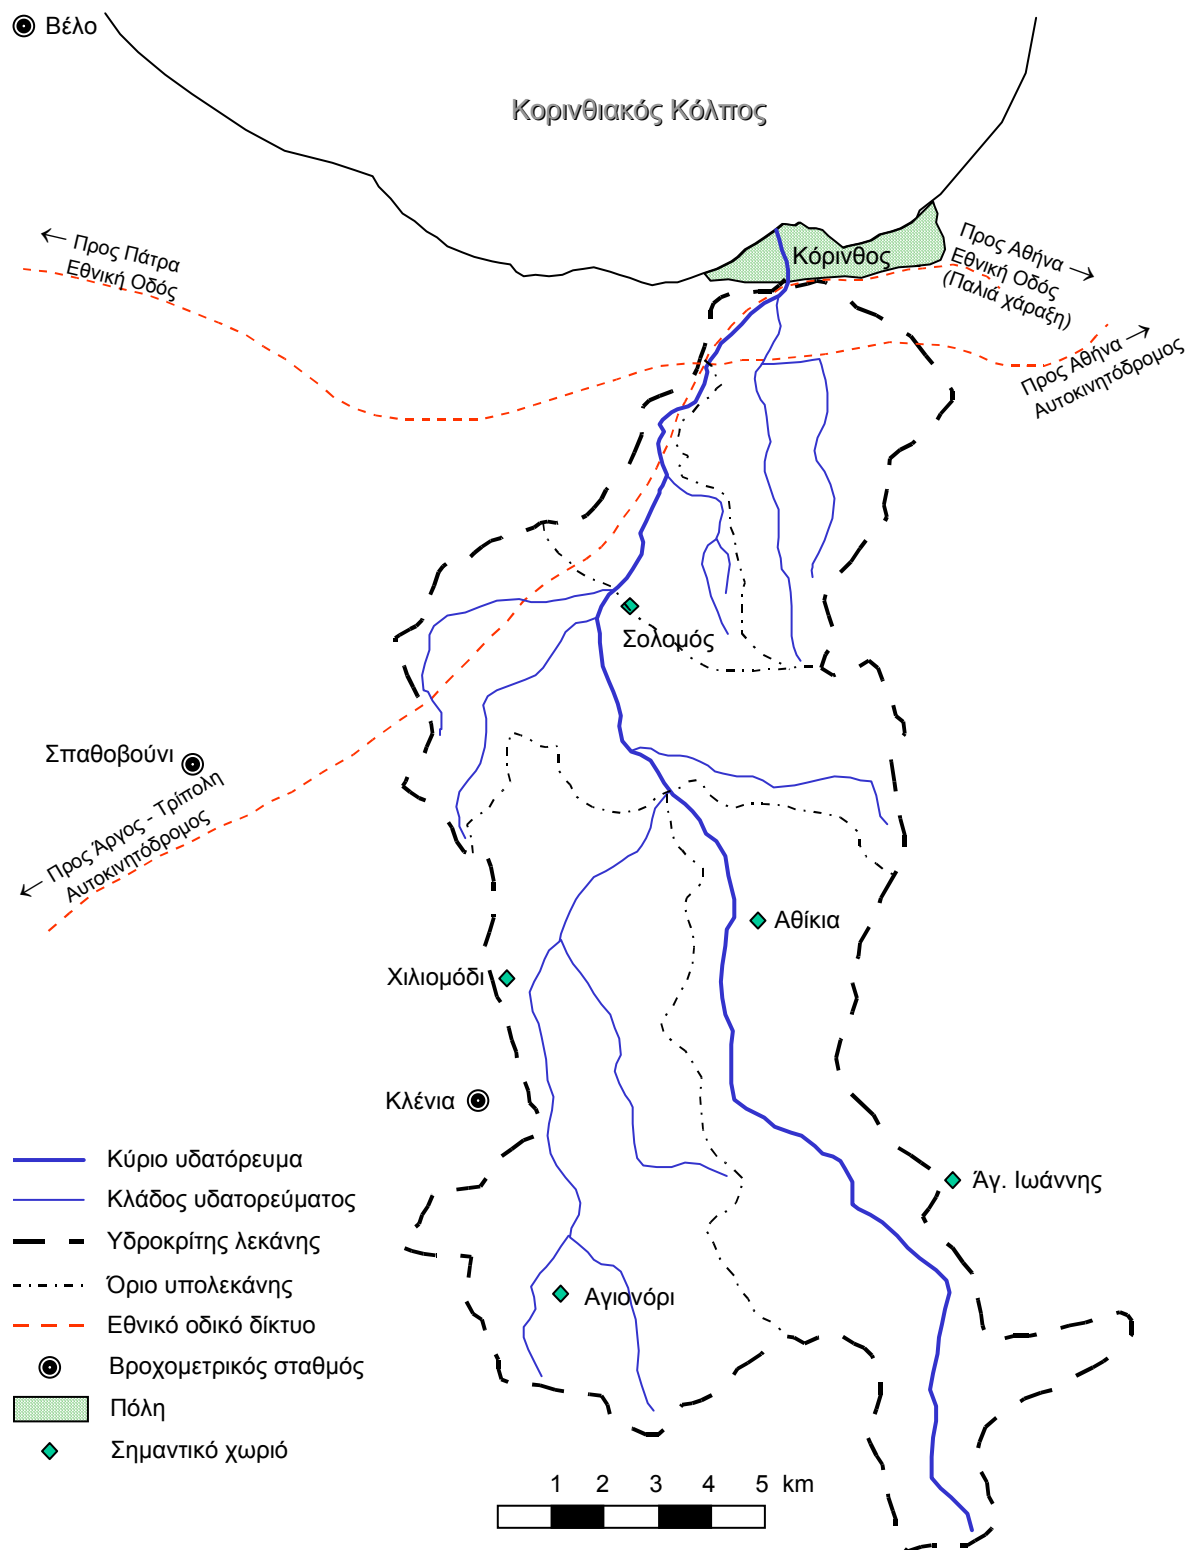 Βέλο
Κορινθιακός Κόλπος
Κόρινθος
← Προς Πάτρα
Εθνική Οδός
Προς Αθήνα →
Εθνική Οδός
(Παλιά χάραξη)
Προς Αθήνα →
Αυτοκινητόδρομος
Σολομός
Σπαθοβούνι
← Προς Άργος - Τρίπολη
Αυτοκινητόδρομος
Αθίκια
Χιλιομόδι
Κλένια
Άγ. Ιωάννης
Αγιονόρι
Κύριο υδατόρευμα
Κλάδος υδατορεύματος
Υδροκρίτης λεκάνης
Όριο υπολεκάνης
Εθνικό οδικό δίκτυο
Βροχομετρικός σταθμός
Πόλη
Σημαντικό χωριό
1 2 3 4 5 km